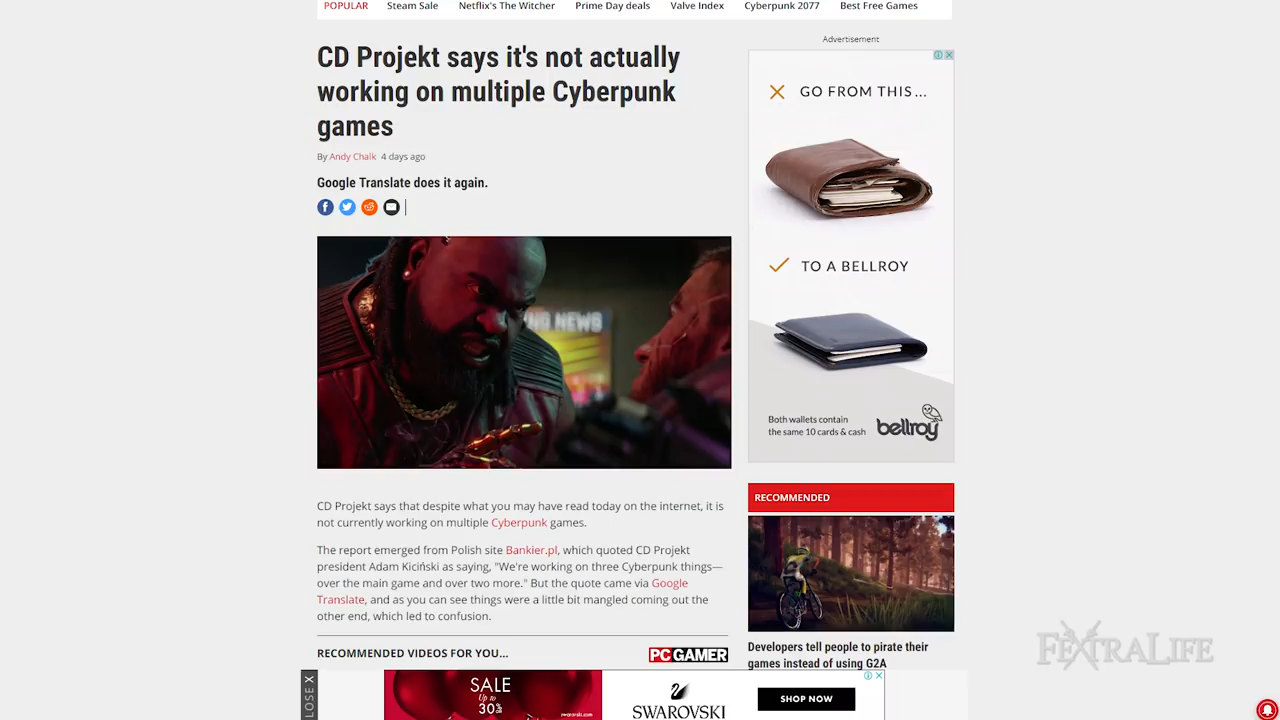 POPULAR Steam Sale Netflix's The Witcher Prime Day deals Valve Index Cyberpunk 2077 Best Free Games
CD Projekt says it's not actually
working on multiple Cyberpunk
games
By Andy Chalk 4 days ago
Google Translate does it again.
NG NEWS
CD Projekt says that despite what you may have read today on the internet, it is
not currently working on multiple Cyberpunk games.
The report emerged from Polish site Bankier.pl, which quoted CD Projekt
president Adam Kiciński as saying, "We're working on three Cyberpunk things—
over the main game and over two more." But the quote came via Google
Translate, and as you can see things were a little bit mangled coming out the
other end, which led to confusion.
RECOMMENDED VIDEOS FOR YOU...
PC GAMER
Advertisement
GO FROM THIS...
TO A BELLROY
Both wallets contain
the same 10 cards & cash
bellroy
RECOMMENDED
Developers tell people to pirate their
games instead of using G2A
FEXTRALIFE
LOSE X
SALE
Up to
30%
swarovski.com
SWAROVSKI
SHOP NOW